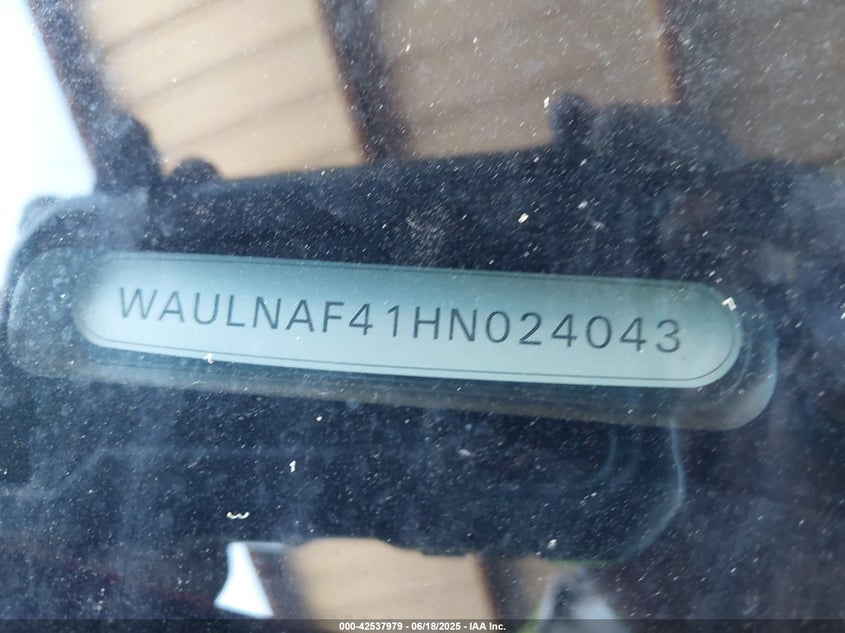 WAULNAF41HN024043
000-42537979 - 06/18/2025 - IAA Inc.